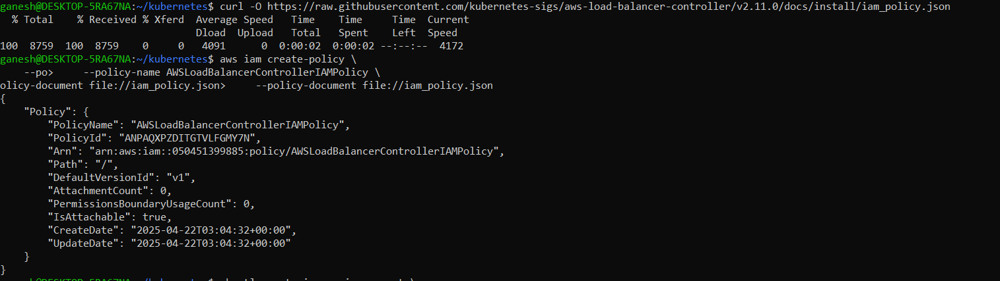 ganesh@DESKTOP-5RA67NA:~/kubernetes$ curl -O https://raw.githubusercontent.com/kubernetes-sigs/aws-load-balancer-controller/v2.11.0/docs/install/iam_policy.json
  % Total    % Received % Xferd  Average Speed   Time    Time     Time  Current
                                 Dload  Upload   Total   Spent    Left  Speed
100  8759  100  8759    0     0   4091      0  0:00:02  0:00:02 --:--:--  4172
ganesh@DESKTOP-5RA67NA:~/kubernetes$ aws iam create-policy \
    --po>     --policy-name AWSLoadBalancerControllerIAMPolicy \
olicy-document file://iam_policy.json>     --policy-document file://iam_policy.json
{
    "Policy": {
        "PolicyName": "AWSLoadBalancerControllerIAMPolicy",
        "PolicyId": "ANPAQXPZDITGTVLFGMY7N",
        "Arn": "arn:aws:iam::050451399885:policy/AWSLoadBalancerControllerIAMPolicy",
        "Path": "/",
        "DefaultVersionId": "v1",
        "AttachmentCount": 0,
        "PermissionsBoundaryUsageCount": 0,
        "IsAttachable": true,
        "CreateDate": "2025-04-22T03:04:32+00:00",
        "UpdateDate": "2025-04-22T03:04:32+00:00"
    }
}